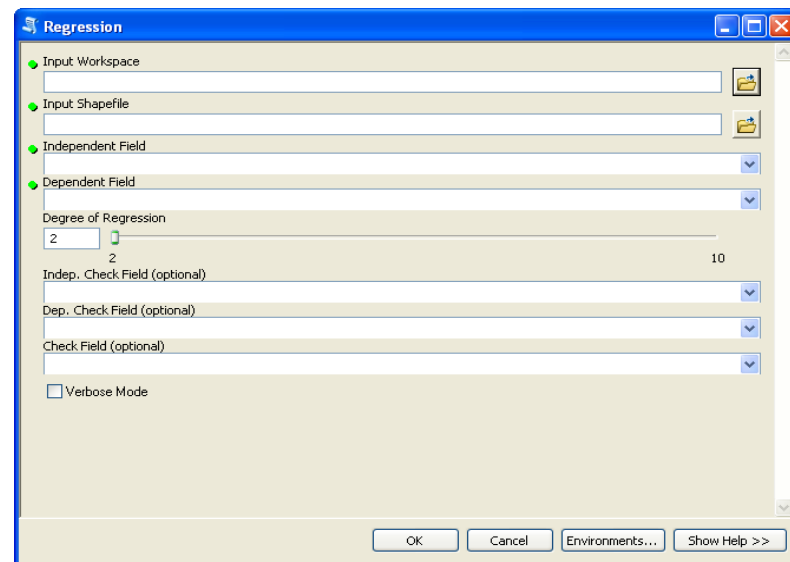 Regression
Input Workspace
Input Shapefile
Independent Field
Dependent Field
Degree of Regression
2
2 10
Indep. Check Field (optional)
Dep. Check Field (optional)
Check Field (optional)
Verbose Mode
OK Cancel Environments... Show Help >>